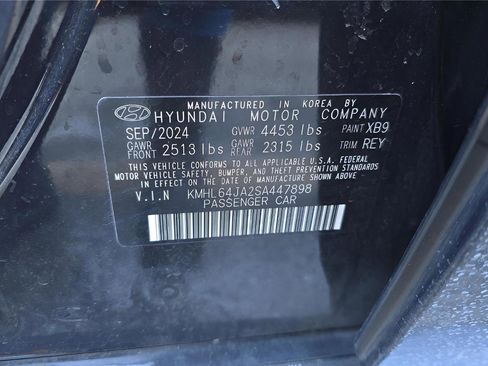 MANUFACTURED IN KOREA BY
HYUNDAI MOTOR COMPANY
SEP/2024 GVWR 4453 lbs PAINT XB9
GAWR FRONT 2513 lbs GAWR REAR 2315 lbs TRIM REY
THIS VEHICLE CONFORMS TO ALL APPLICABLE U.S.A. FEDERAL
MOTOR VEHICLE SAFETY, BUMPER, AND THEFT PREVENTION
STANDARDS IN EFFECT ON THE DATE OF MANUFACTURE
SHOWN ABOVE.
V.I.N KMHL64JA2SA447898
PASSENGER CAR